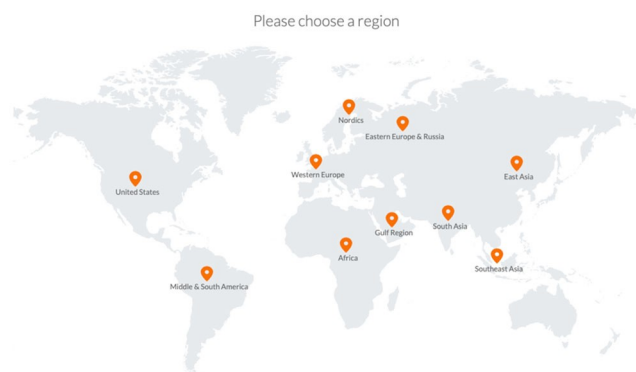 Please choose a region
Nordics
Eastern Europe & Russia
Western Europe
East Asia
United States
South Asia
Gulf Region
Africa
Southeast Asia
Middle & South America